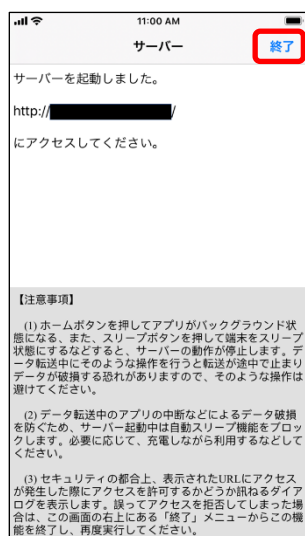 11:00 AM
サーバー 終了
サーバーを起動しました。
http:// /
にアクセスしてください。
【注意事項】
(1) ホームボタンを押してアプリがバックグラウンド状
態になる、また、スリープボタンを押して端末をスリープ
状態にするなどすると、サーバーの動作が停止します。デ
ータ転送中にそのような操作を行うと転送が途中で止まり
データが破損する恐れがありますので、そのような操作は
避けてください。
(2) データ転送中のアプリの中断などによるデータ破損
を防ぐため、サーバー起動中は自動スリープ機能をブロッ
クします。必要に応じて、充電しながら利用するなどして
ください。
(3) セキュリティの都合上、表示されたURLにアクセス
が発生した際にアクセスを許可するかどうか訊ねるダイア
ログを表示します。誤ってアクセスを拒否してしまった場
合は、この画面の右上にある「終了」メニューからこの機
能を終了し、再度実行してください。